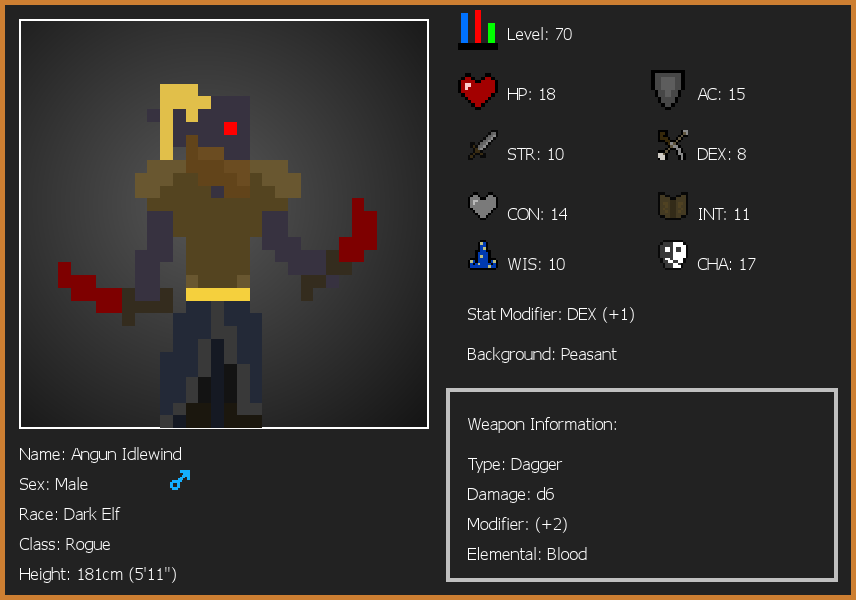 Level: 70
HP: 18
AC: 15
STR: 10
DEX: 8
CON: 14
INT: 11
WIS: 10
CHA: 17
Stat Modifier: DEX (+1)
Background: Peasant
Weapon Information:
Type: Dagger
Damage: d6
Modifier: (+2)
Elemental: Blood
Name: Angun Idlewind
Sex: Male
Race: Dark Elf
Class: Rogue
Height: 181cm (5'11")